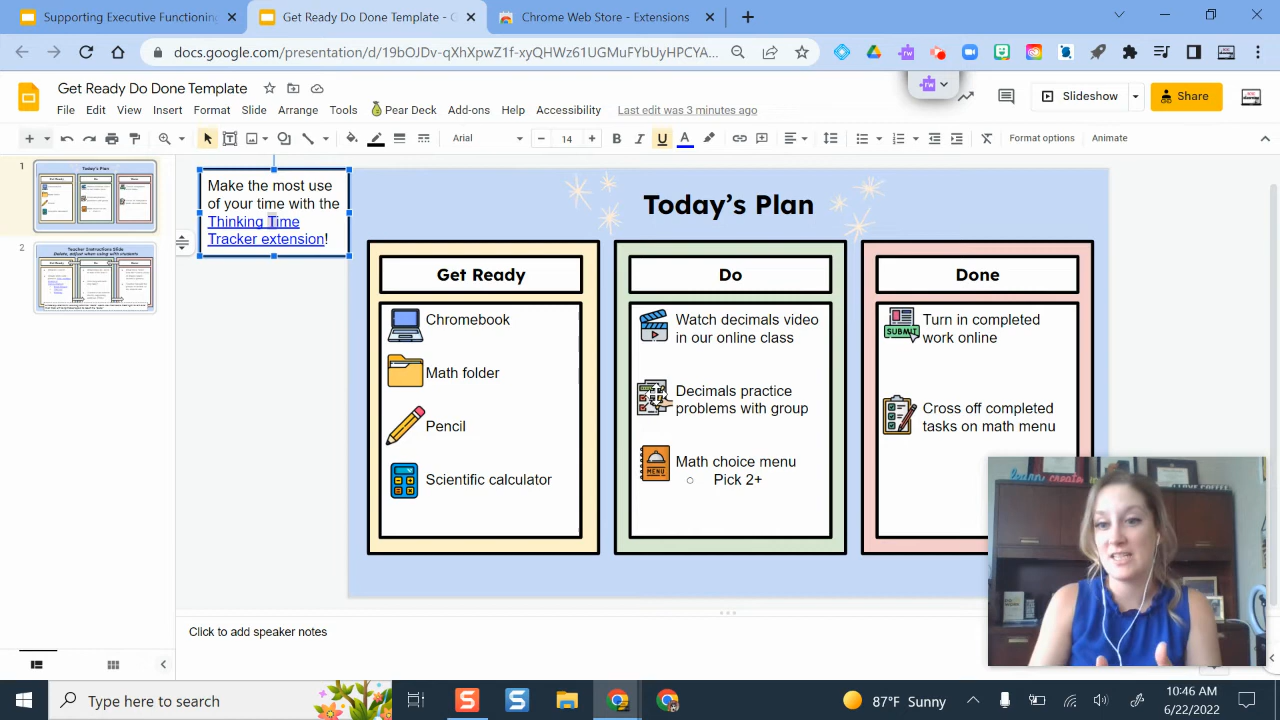 Supporting Executive Functionin
Get Ready Do Done Template -
Chrome Web Store - Extensions
docs.google.com/presentation/d/19bOJDv-qXhXpwZ1f-xyQHWz61UGMuFYbUyHPCYA...
Get Ready Do Done Template
File Edit View Insert Format Slide Arrange Tools Pear Deck Add-ons Help Accessibility Last edit was 3 minutes ago
Slideshow
Share
Arial
14
Format options
Animate
1
2
Make the most use
of your time with the
Thinking Time
Tracker extension!
Today's Plan
Get Ready
Chromebook
Math folder
Pencil
Scientific calculator
Do
Watch decimals video
in our online class
Decimals practice
problems with group
MENU
Math choice menu
Pick 2+
Done
SUBMIT
Turn in completed
work online
Cross off completed
tasks on math menu
Click to add speaker notes
Type here to search
87°F Sunny
10:46 AM
6/22/2022